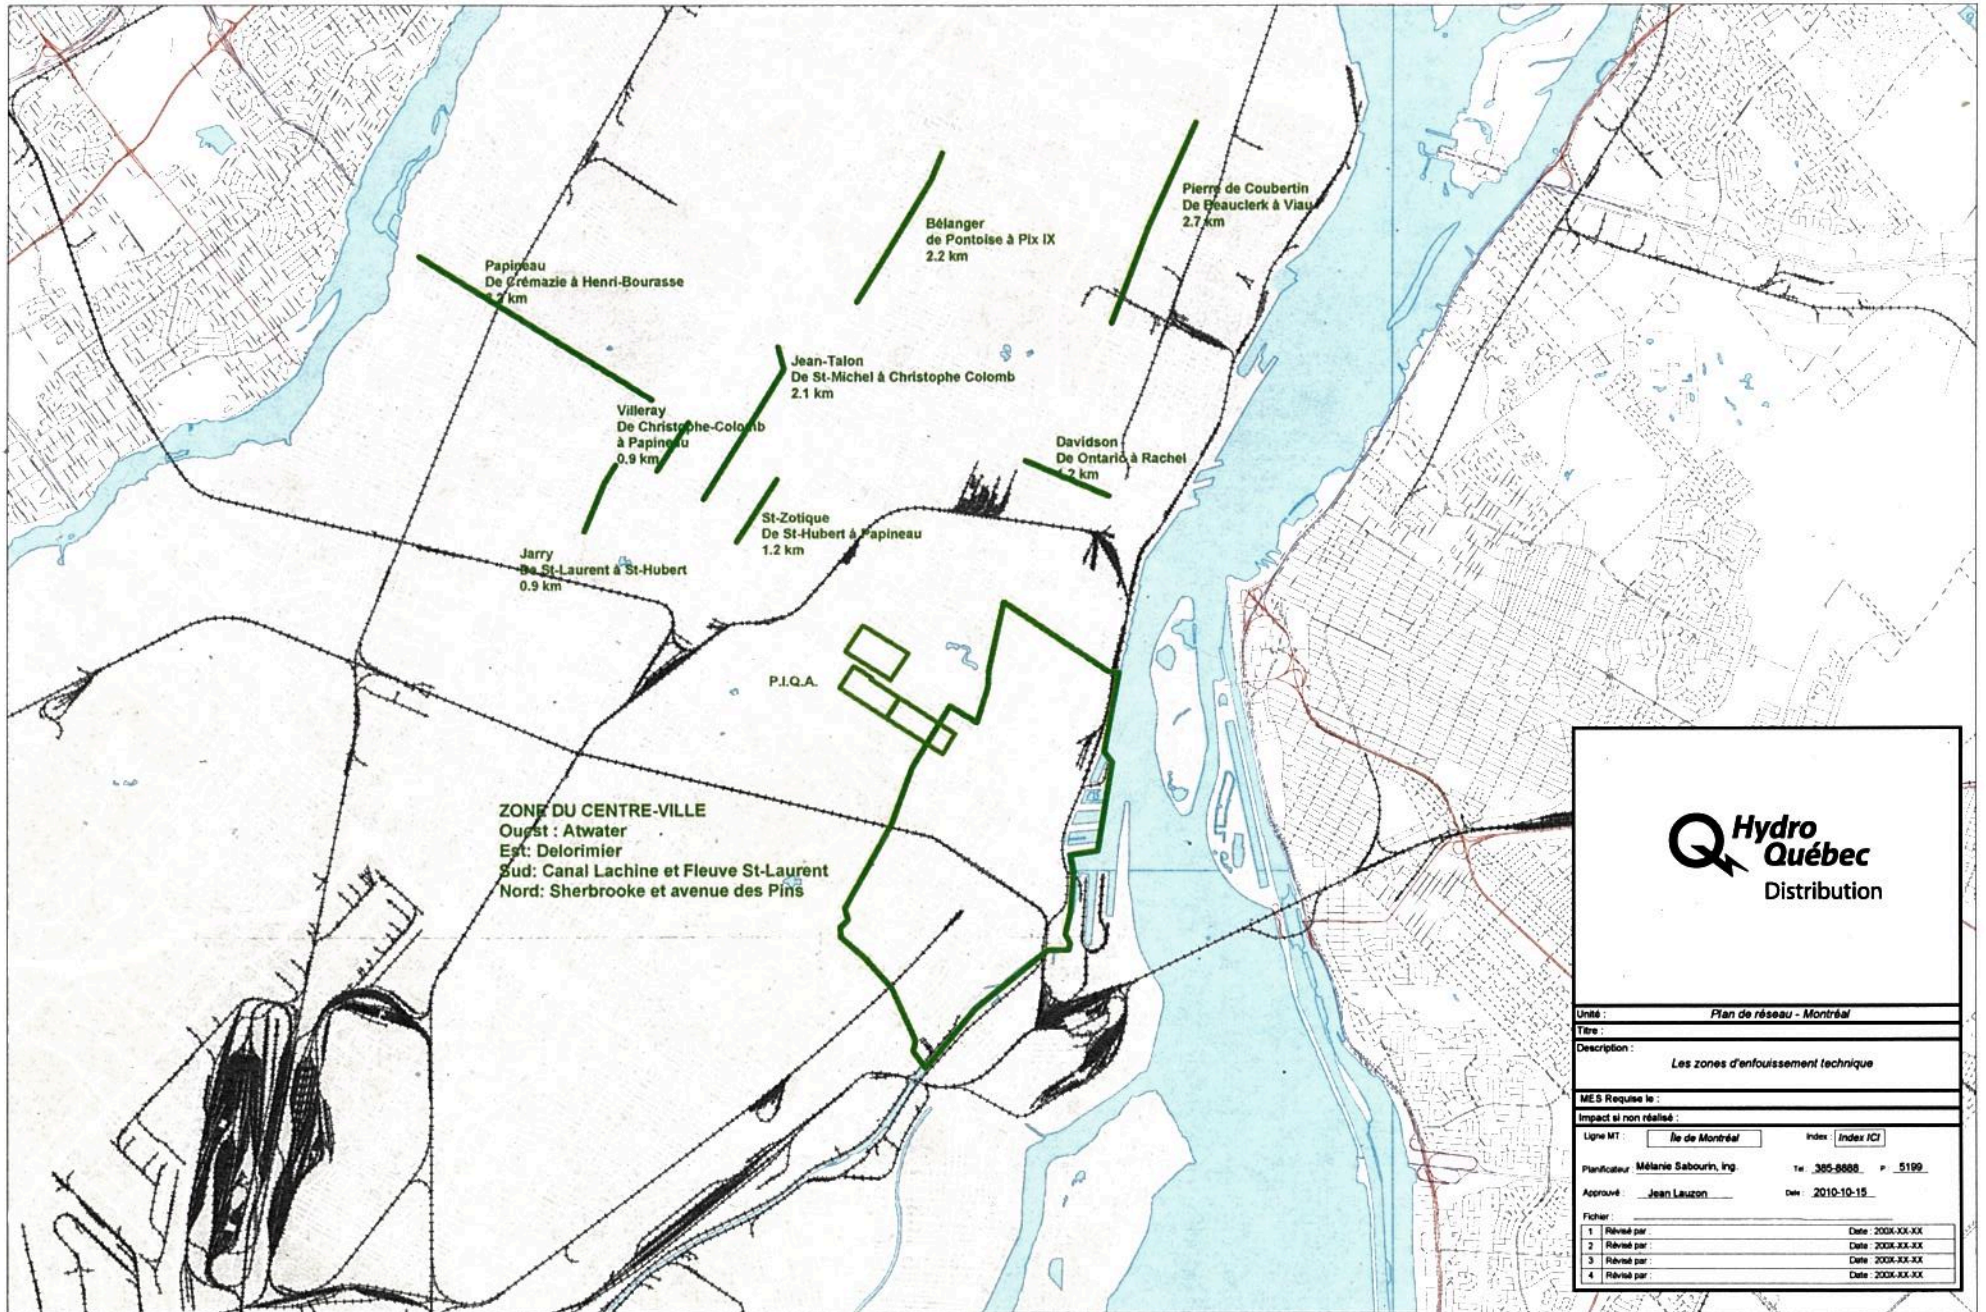 Pierre de Coubertin
De Beauclerk à Viau
2.7 km
Bélanger
de Pontoise à Pix IX
2.2 km
Papineau
De Crémazie à Henri-Bourasse
km
Jean-Talon
De St-Michel à Christophe Colomb
2.1 km
Villeray
De Christophe-Colomb
à Papineau
0.9 km
Davidson
De Ontario à Rachel
km
St-Zotique
De St-Hubert à Papineau
1.2 km
Jarry
De St-Laurent à St-Hubert
0.9 km
P.I.Q.A.
ZONE DU CENTRE-VILLE
Ouest : Atwater
Est: Delorimier
Sud: Canal Lachine et Fleuve St-Laurent
Nord: Sherbrooke et avenue des Pins
Hydro
Québec
Distribution
Unité : Plan de réseau - Montréal
Titre :
Description :
Les zones d'enfouissement technique
MES Requise le :
Impact si non réalisé :
Ligne MT : Île de Montréal Index : Index ICI
Planificateur : Mélanie Sabourin, ing. Tel : 385-8888 P : 5199
Approuvé : Jean Lauzon Date : 2010-10-15
Fichier :
1 Révisé par : Date : 200X-XX-XX
2 Révisé par : Date : 200X-XX-XX
3 Révisé par : Date : 200X-XX-XX
4 Révisé par : Date : 200X-XX-XX